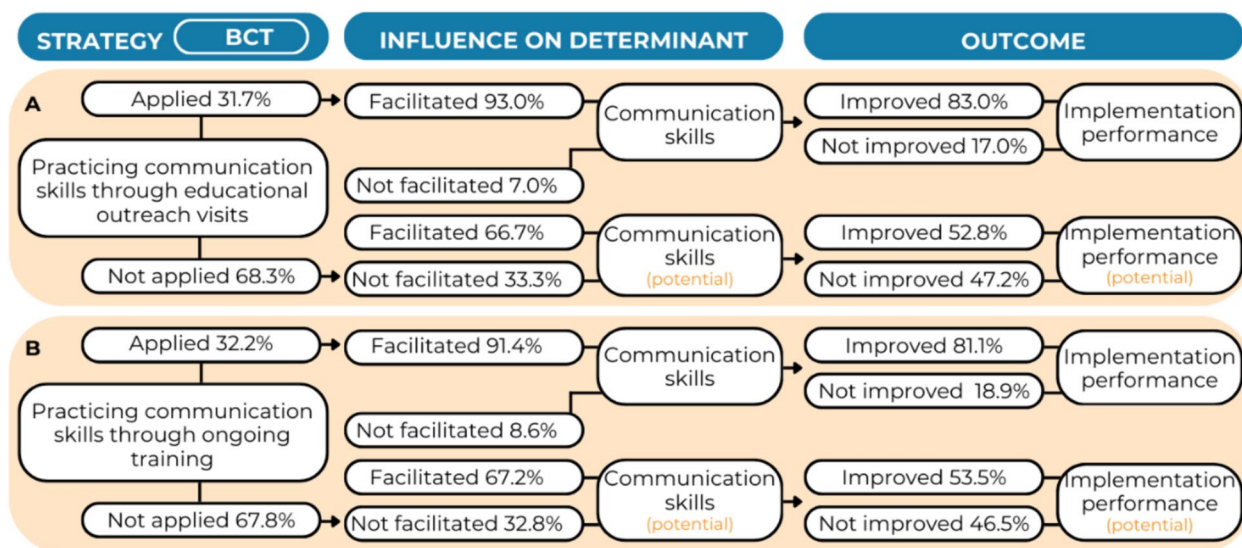 STRATEGY BCT INFLUENCE ON DETERMINANT OUTCOME
A
Applied 31.7%
Practicing communication
skills through educational
outreach visits
Not applied 68.3%
Facilitated 93.0%
Not facilitated 7.0%
Communication
skills
Improved 83.0%
Not improved 17.0%
Implementation
performance
Facilitated 66.7%
Not facilitated 33.3%
Communication
skills
(potential)
Improved 52.8%
Not improved 47.2%
Implementation
performance
(potential)
B
Applied 32.2%
Practicing communication
skills through ongoing
training
Not applied 67.8%
Facilitated 91.4%
Not facilitated 8.6%
Communication
skills
Improved 81.1%
Not improved 18.9%
Implementation
performance
Facilitated 67.2%
Not facilitated 32.8%
Communication
skills
(potential)
Improved 53.5%
Not improved 46.5%
Implementation
performance
(potential)